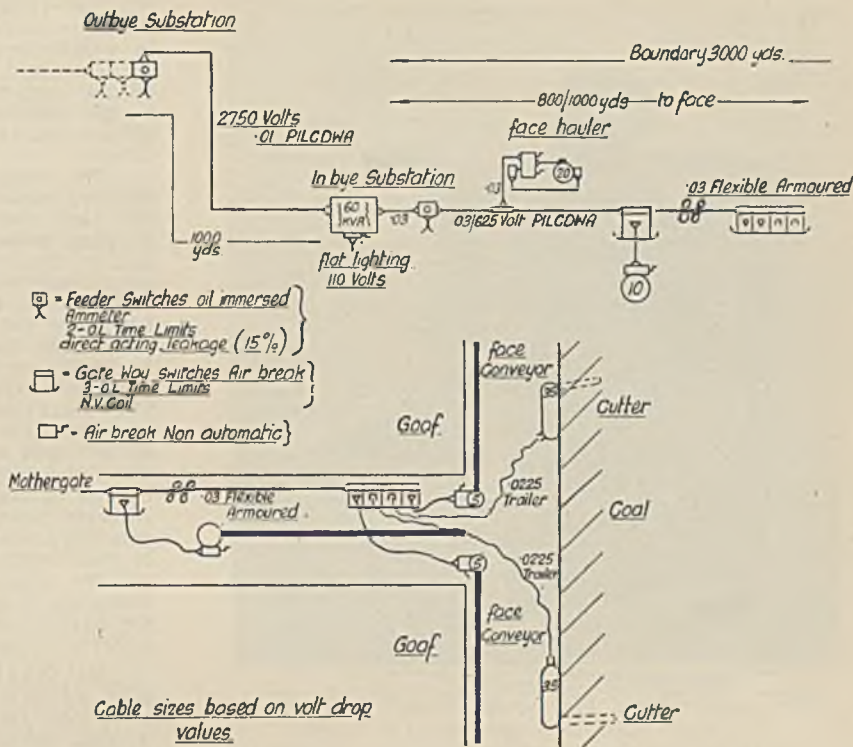 Outbye Substation
Boundary 3000 yds.
800/1000 yds to face
2750 Volts
.01 PILCDWA
face hauler
20
Inbye Substation
.03 Flexible Armoured
60
KVA
.03
.03
.03/625 Volt PILCDWA
1000
yds
flat lighting
110 Volts
10
= Feeder Switches oil immersed
Ammeter
2-OL Time Limits
direct acting leakage (15%)
= Gate Way switches Air break
3-OL Time Limits
N.V. Coil
= Air break Non automatic
face
Conveyor
35
Cutter
Goaf
Mothergate
.03 Flexible
Armoured
5
.0225
Trailer
Coal
5
.0225
Trailer
face
Conveyor
Goaf
35
Cutter
Cable sizes based on volt drop
values